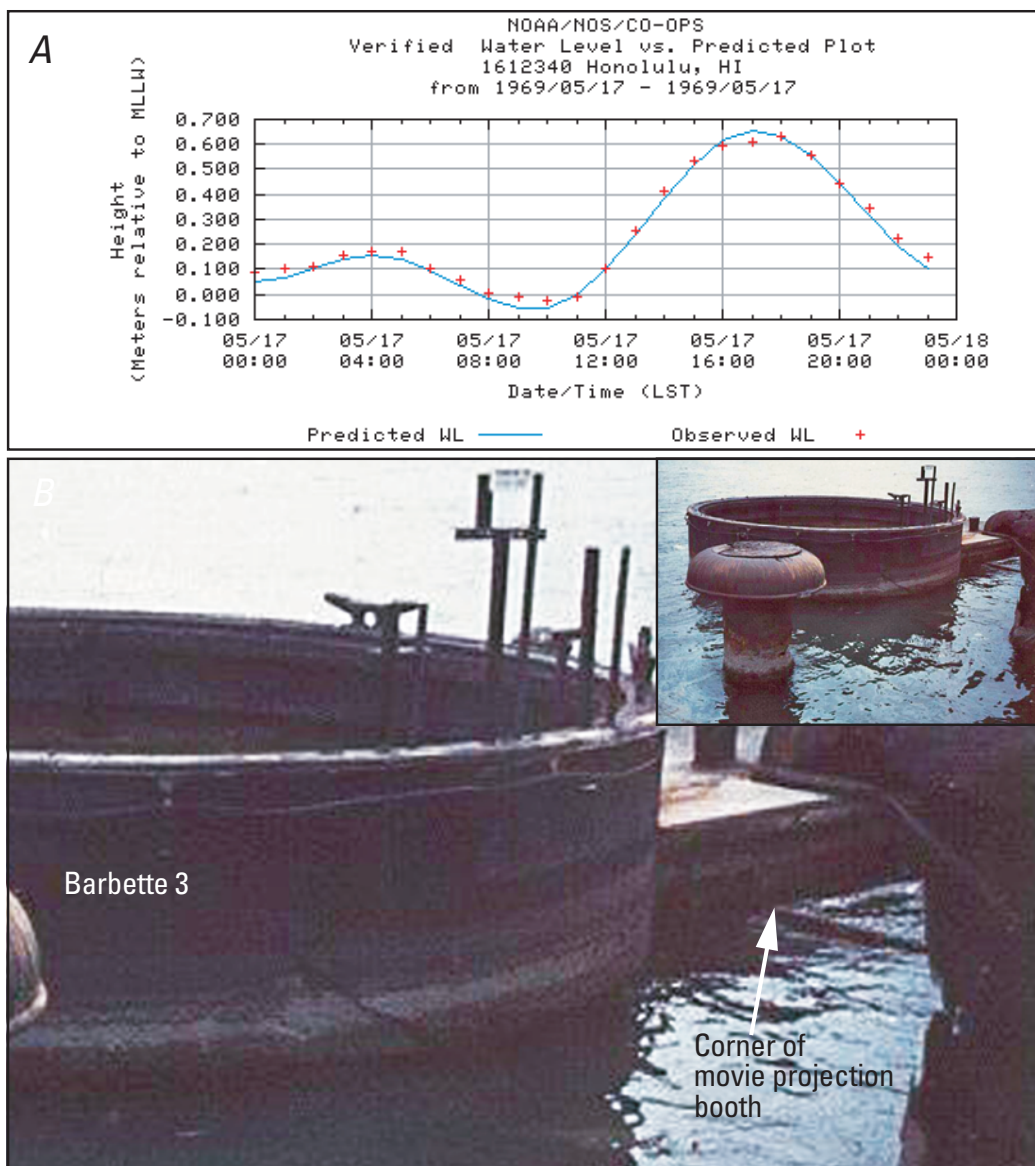 A
NOAA/NOS/CO-OPS
Verified Water Level vs. Predicted Plot
1612340 Honolulu, HI
from 1969/05/17 - 1969/05/17
Height
(Meters relative to MLLW)
0.700
0.600
0.500
0.400
0.300
0.200
0.100
0.000
-0.100
05/17 05/17 05/17 05/17 05/17 05/17 05/18
00:00 04:00 08:00 12:00 16:00 20:00 00:00
Date/Time (LST)
Predicted WL Observed WL
B
Barbette 3
Corner of
movie projection
booth